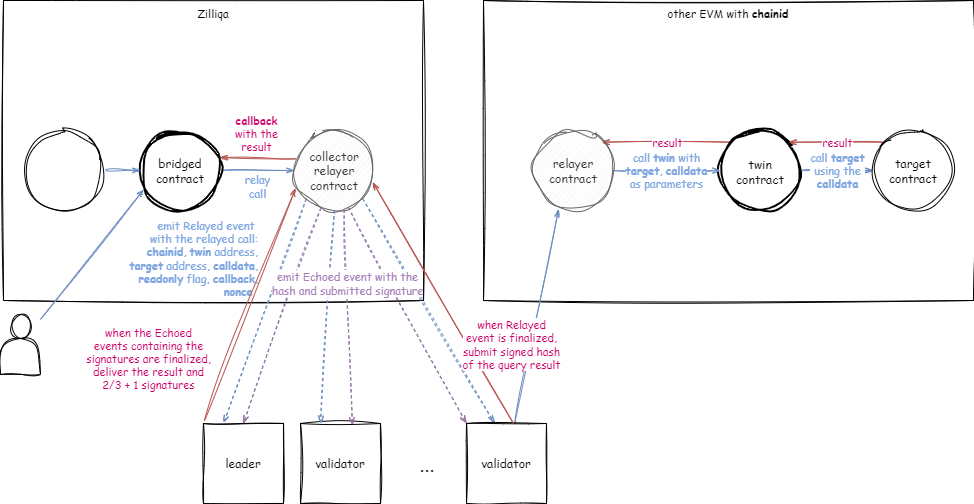 Zilliqa
other EVM with chainid
callback
with the
result
bridged
contract
collector
relayer
contract
relay
call
relayer
contract
result
call twin with
target, calldata
as parameters
twin
contract
result
call target
using the
calldata
target
contract
emit Relayed event
with the relayed call:
chainid, twin address,
target address, calldata,
readonly flag, callback,
nonce
emit Echoed event with the
hash and submitted signature
when the Echoed
events containing the
signatures are finalized,
deliver the result and
2/3 + 1 signatures
when Relayed
event is finalized,
submit signed hash
of the query result
leader
validator
...
validator